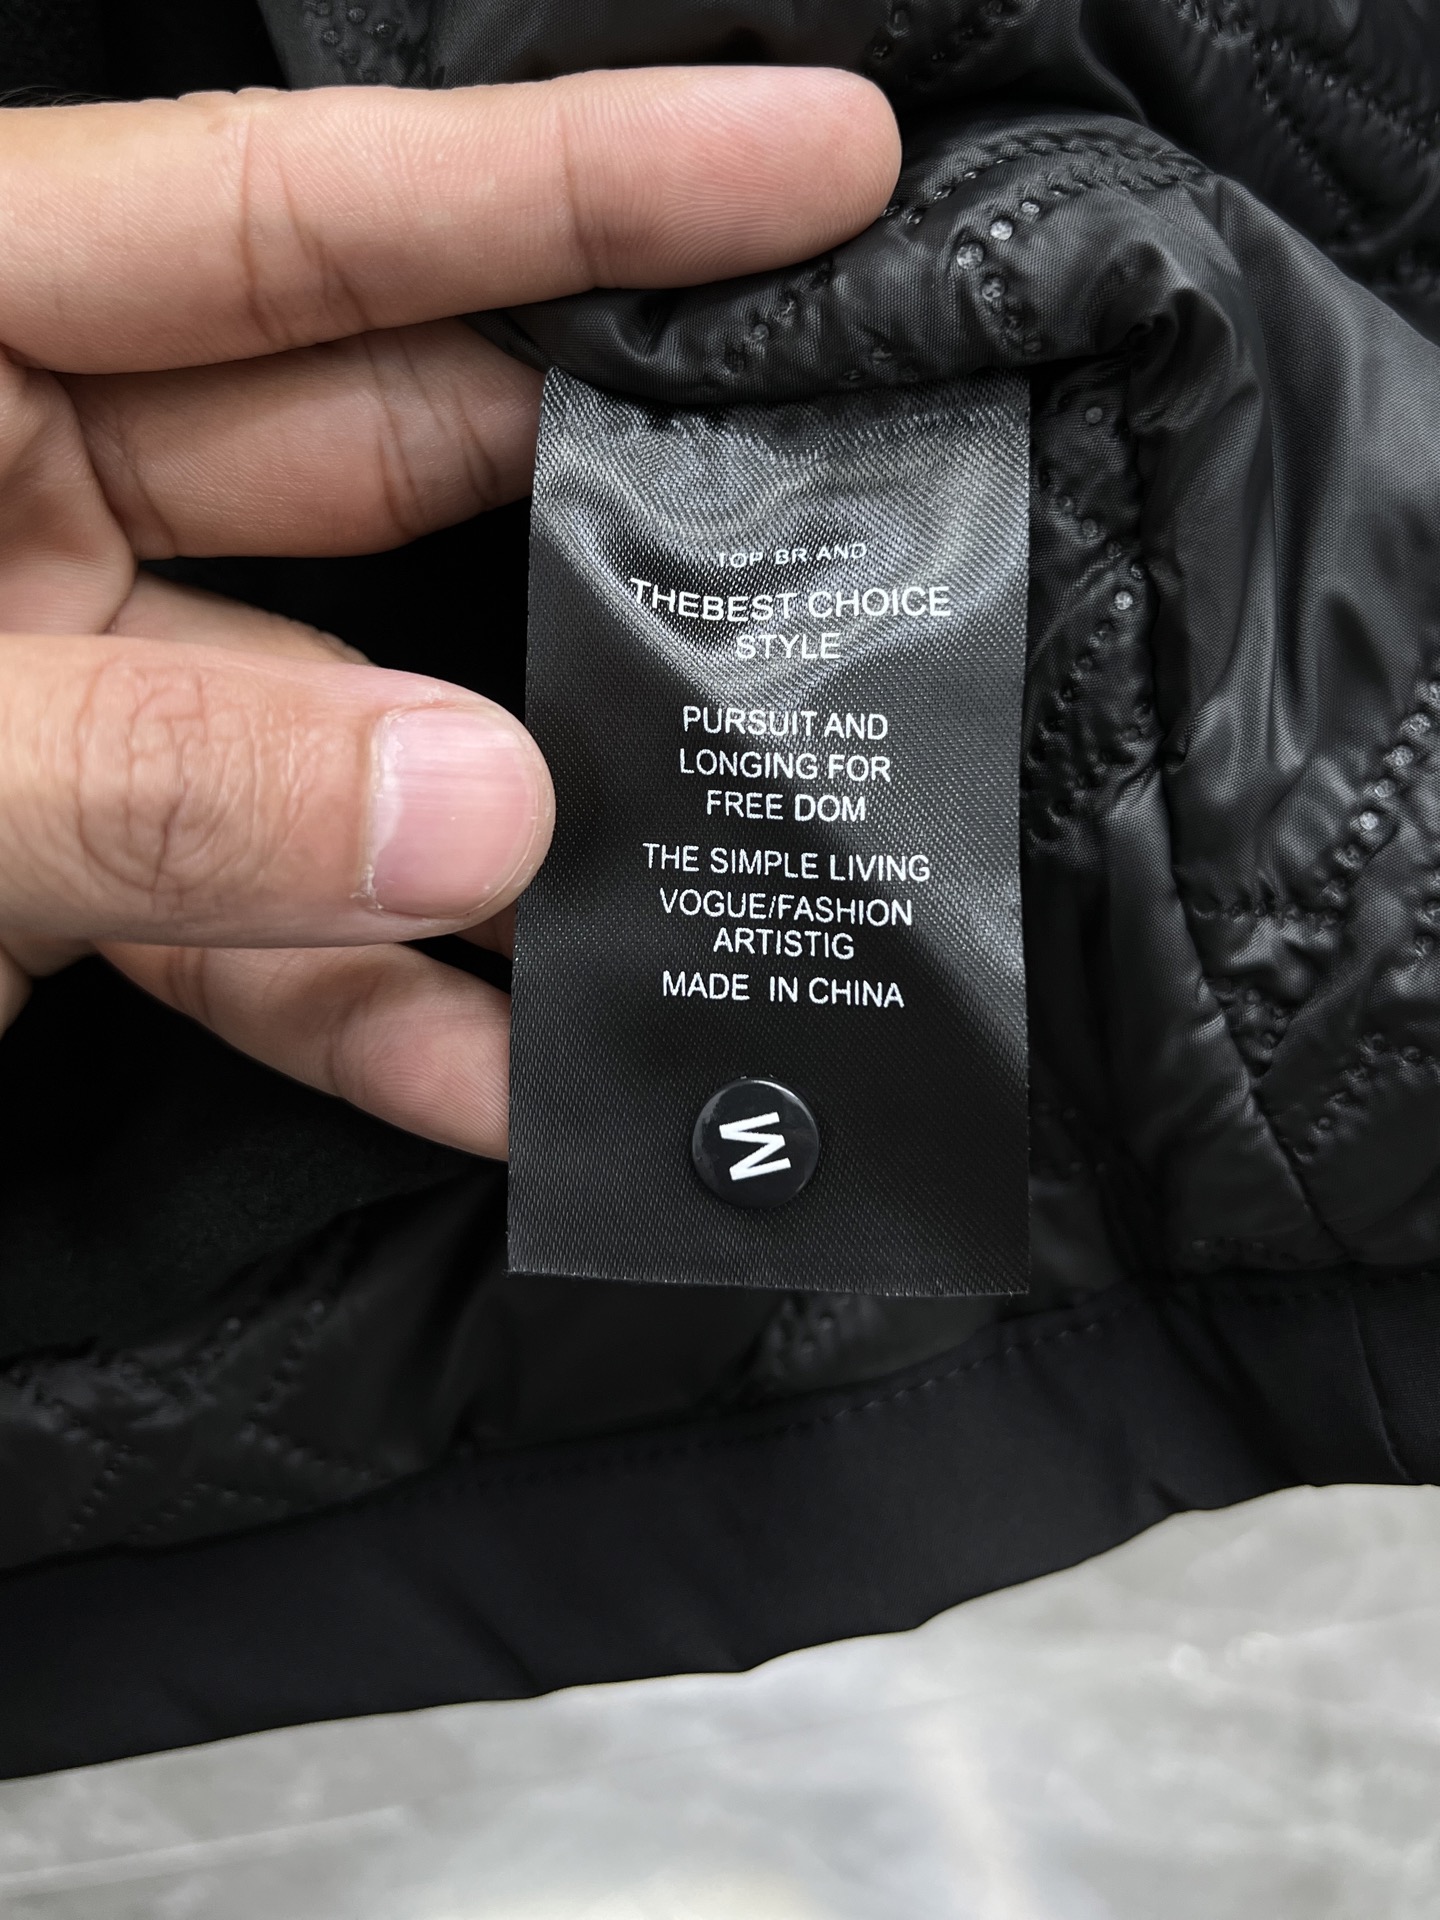 TOP BR AND
THEBEST CHOICE
STYLE
PURSUIT AND
LONGING FOR
FREE DOM
THE SIMPLE LIVING
VOGUE/FASHION
ARTISTIG
MADE IN CHINA
M